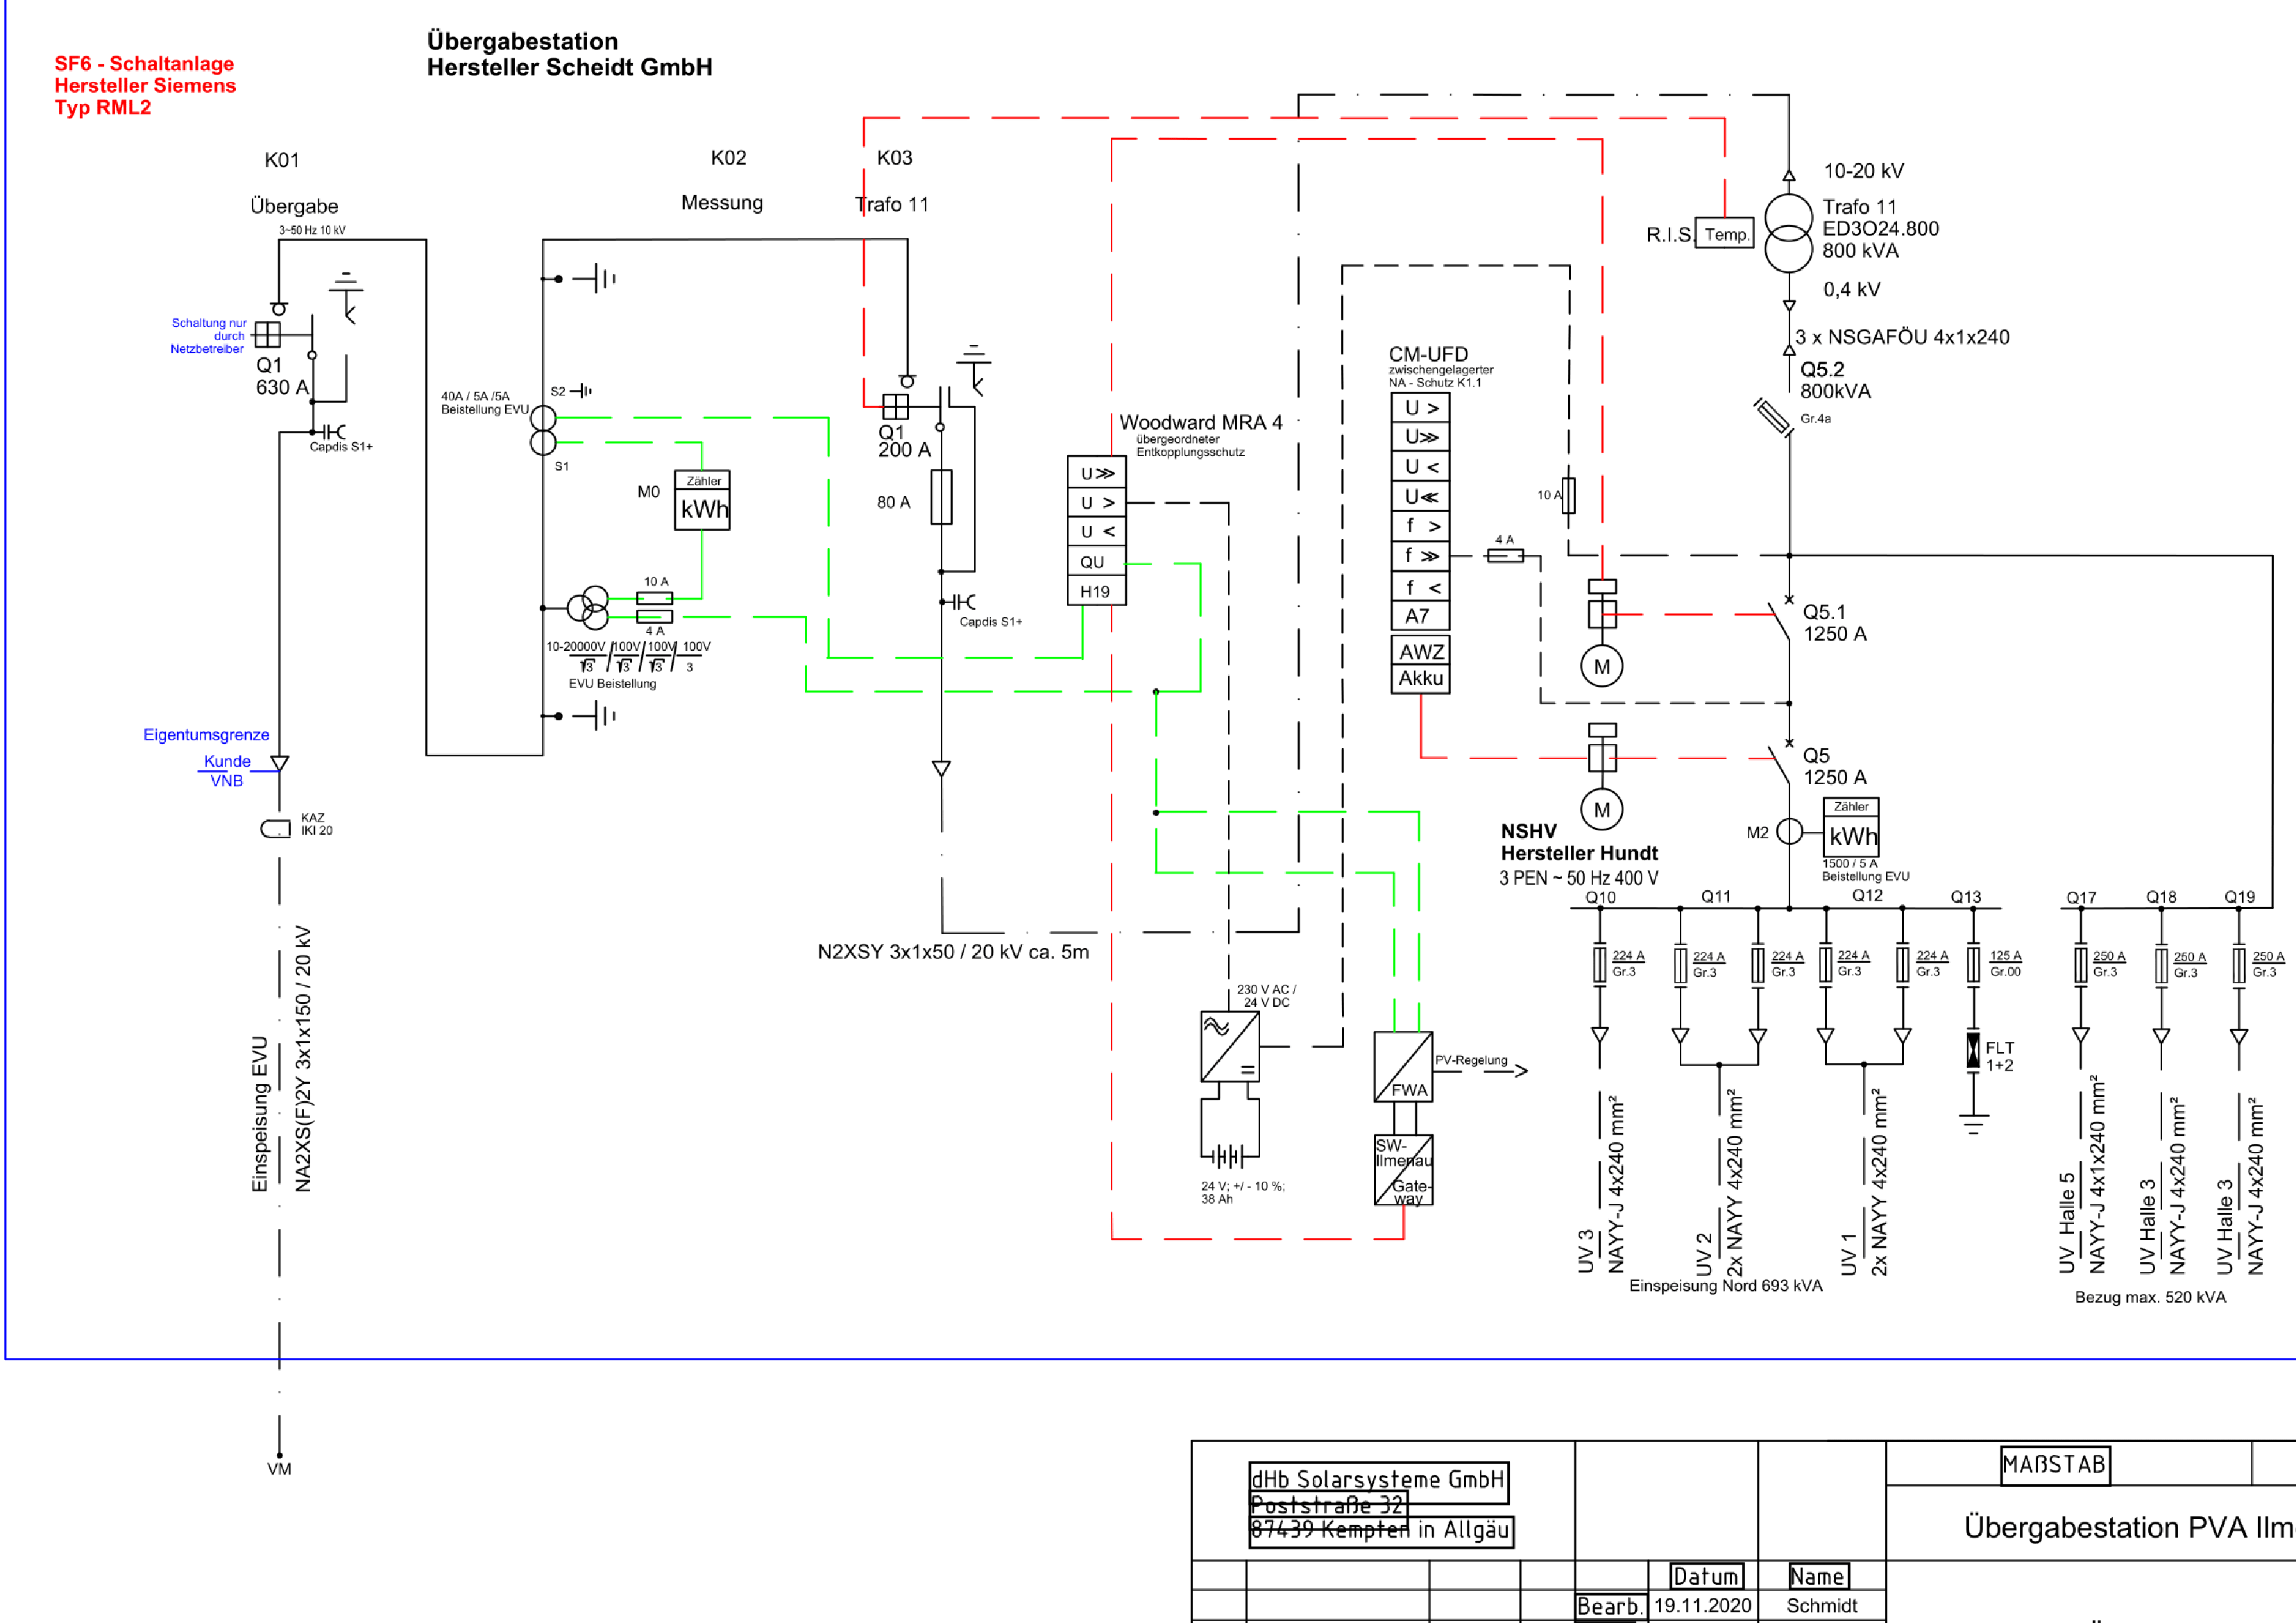 Übergabestation
Hersteller Scheidt GmbH
SF6 - Schaltanlage
Hersteller Siemens
Typ RML2
K01
Übergabe
3~50 Hz 10 kV
K02
Messung
K03
Trafo 11
Schaltung nur
durch
Netzbetreiber
Q1
630 A
Capdis S1+
40A / 5A /5A
Beistellung EVU
S2
S1
M0
Zähler
kWh
10 A
4 A
10-20000V/√3 / 100V/√3 / 100V/√3 / 100V/3
EVU Beistellung
Q1
200 A
80 A
Capdis S1+
Woodward MRA 4
übergeordneter
Entkopplungsschutz
U≫
U >
U <
QU
H19
CM-UFD
zwischengelagerter
NA - Schutz K1.1
U >
U≫
U <
U≪
f >
f ≫
f <
A7
AWZ
Akku
4 A
10 A
R.I.S.
Temp.
10-20 kV
Trafo 11
ED3O24.800
800 kVA
0,4 kV
3 x NSGAFÖU 4x1x240
Q5.2
800kVA
Gr.4a
Q5.1
1250 A
M
Q5
1250 A
M
M2
Zähler
kWh
1500 / 5 A
Beistellung EVU
NSHV
Hersteller Hundt
3 PEN ~ 50 Hz 400 V
Eigentumsgrenze
Kunde
VNB
KAZ
IKI 20
Einspeisung EVU
NA2XS(F)2Y 3x1x150 / 20 kV
VM
N2XSY 3x1x50 / 20 kV ca. 5m
230 V AC /
24 V DC
24 V; +/ - 10 %;
38 Ah
FWA
PV-Regelung
SW-
Ilmenau
Gate-
way
Q10
Q11
Q12
Q13
Q17
Q18
Q19
224 A
Gr.3
224 A
Gr.3
224 A
Gr.3
224 A
Gr.3
224 A
Gr.3
125 A
Gr.00
250 A
Gr.3
250 A
Gr.3
250 A
Gr.3
FLT
1+2
UV 3
NAYY-J 4x240 mm²
UV 2
2x NAYY 4x240 mm²
UV 1
2x NAYY 4x240 mm²
UV Halle 5
NAYY-J 4x1x240 mm²
UV Halle 3
NAYY-J 4x240 mm²
UV Halle 3
NAYY-J 4x240 mm²
Einspeisung Nord 693 kVA
Bezug max. 520 kVA
dHb Solarsysteme GmbH
Poststraße 32
87439 Kempten in Allgäu
MAßSTAB
Übergabestation PVA Ilm
Datum
Name
Bearb.
19.11.2020
Schmidt